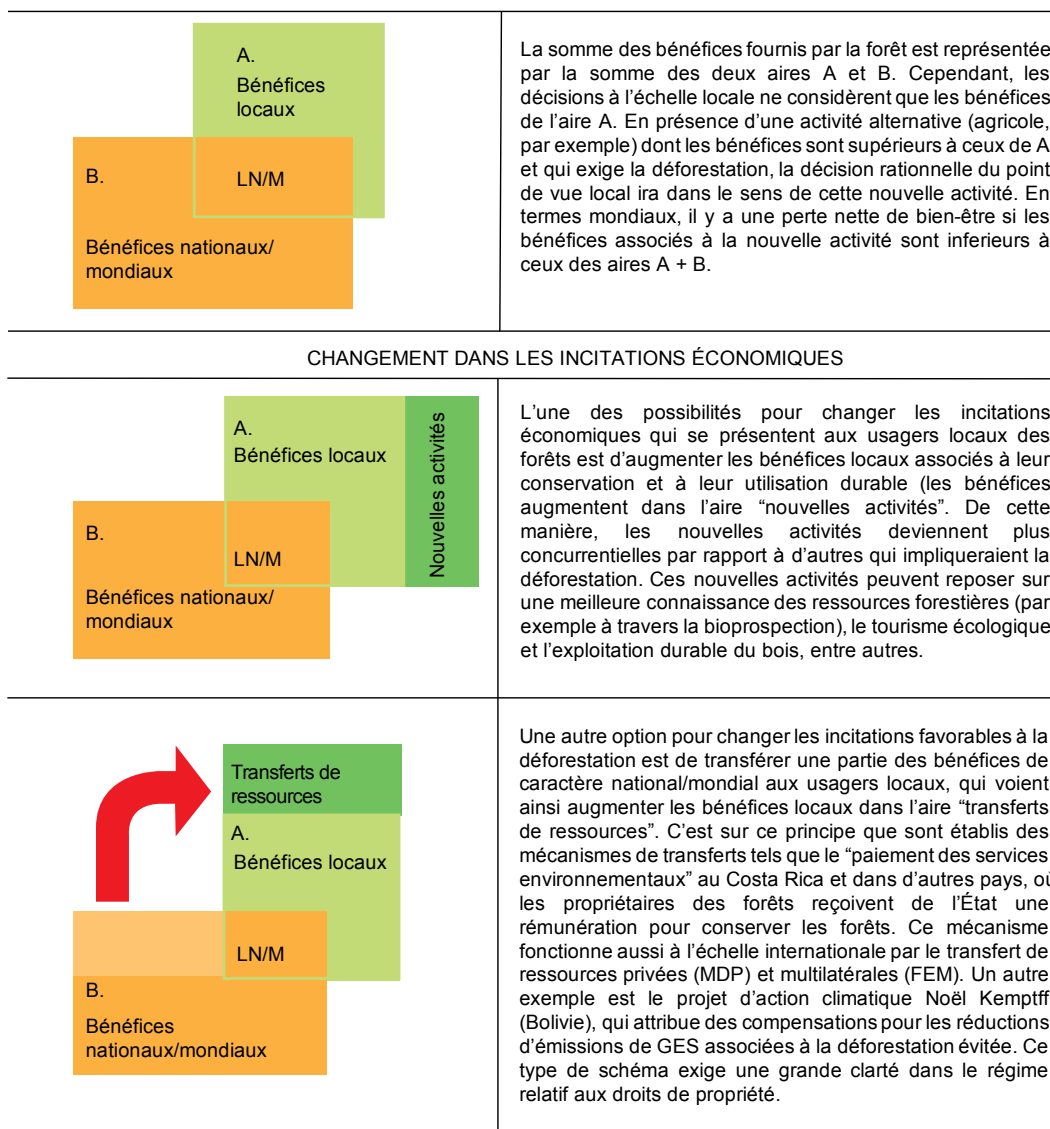 A.
Bénéfices
locaux
B.
LN/M
Bénéfices nationaux/
mondiaux
La somme des bénéfices fournis par la forêt est représentée
par la somme des deux aires A et B. Cependant, les
décisions à l’échelle locale ne considèrent que les bénéfices
de l’aire A. En présence d’une activité alternative (agricole,
par exemple) dont les bénéfices sont supérieurs à ceux de A
et qui exige la déforestation, la décision rationnelle du point
de vue local ira dans le sens de cette nouvelle activité. En
termes mondiaux, il y a une perte nette de bien-être si les
bénéfices associés à la nouvelle activité sont inferieurs à
ceux des aires A + B.
CHANGEMENT DANS LES INCITATIONS ÉCONOMIQUES
A.
Bénéfices locaux
Nouvelles activités
B.
LN/M
Bénéfices nationaux/
mondiaux
L’une des possibilités pour changer les incitations
économiques qui se présentent aux usagers locaux des
forêts est d’augmenter les bénéfices locaux associés à leur
conservation et à leur utilisation durable (les bénéfices
augmentent dans l’aire “nouvelles activités”. De cette
manière, les nouvelles activités deviennent plus
concurrentielles par rapport à d’autres qui impliqueraient la
déforestation. Ces nouvelles activités peuvent reposer sur
une meilleure connaissance des ressources forestières (par
exemple à travers la bioprospection), le tourisme écologique
et l’exploitation durable du bois, entre autres.
Transferts de
ressources
A.
Bénéfices locaux
LN/M
B.
Bénéfices
nationaux/mondiaux
Une autre option pour changer les incitations favorables à la
déforestation est de transférer une partie des bénéfices de
caractère national/mondial aux usagers locaux, qui voient
ainsi augmenter les bénéfices locaux dans l’aire “transferts
de ressources”. C’est sur ce principe que sont établis des
mécanismes de transferts tels que le “paiement des services
environnementaux” au Costa Rica et dans d’autres pays, où
les propriétaires des forêts reçoivent de l’État une
rémunération pour conserver les forêts. Ce mécanisme
fonctionne aussi à l’échelle internationale par le transfert de
ressources privées (MDP) et multilatérales (FEM). Un autre
exemple est le projet d’action climatique Noël Kemptff
(Bolivie), qui attribue des compensations pour les réductions
d’émissions de GES associées à la déforestation évitée. Ce
type de schéma exige une grande clarté dans le régime
relatif aux droits de propriété.